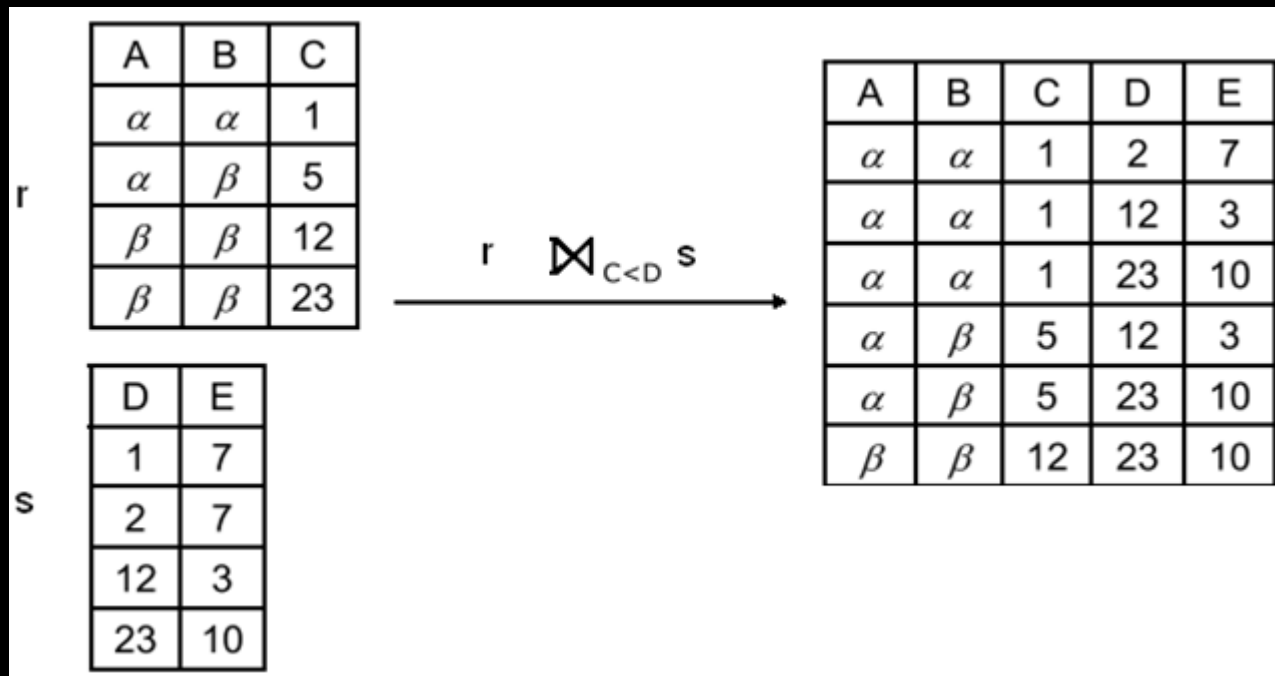 r
A B C
α α 1
α β 5
β β 12
β β 23
s
D E
1 7
2 7
12 3
23 10
r ⋈ C<D s
A B C D E
α α 1 2 7
α α 1 12 3
α α 1 23 10
α β 5 12 3
α β 5 23 10
β β 12 23 10